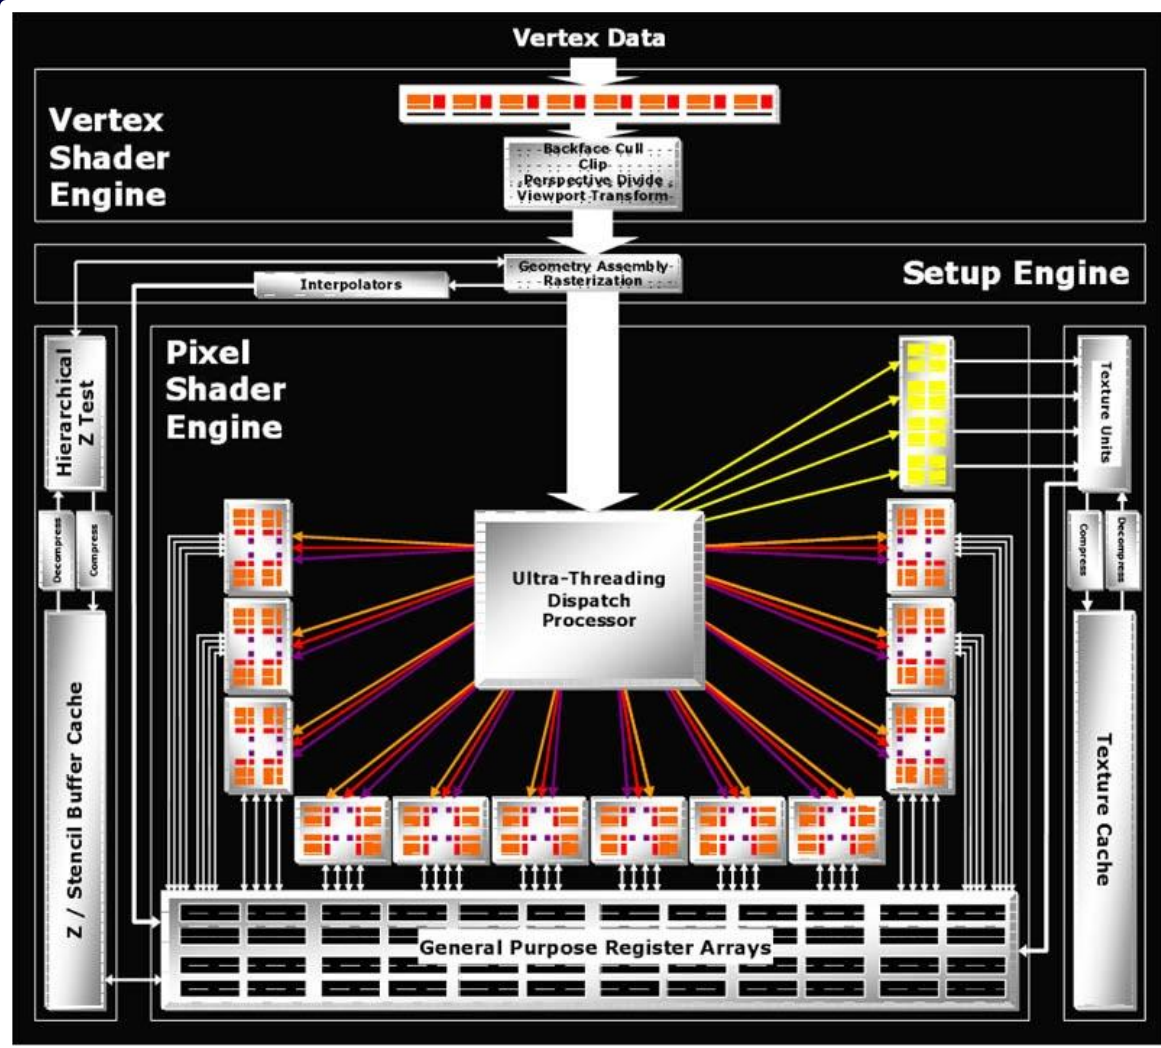 Vertex Data
Vertex
Shader
Engine
Backface Cull
Clip
Perspective Divide
Viewport Transform
Geometry Assembly
Rasterization
Interpolators
Setup Engine
Hierarchical
Z Test
Pixel
Shader
Engine
Texture Units
Decompress
Compress
Compress
Decompress
Ultra-Threading
Dispatch
Processor
Z / Stencil Buffer Cache
Texture Cache
General Purpose Register Arrays